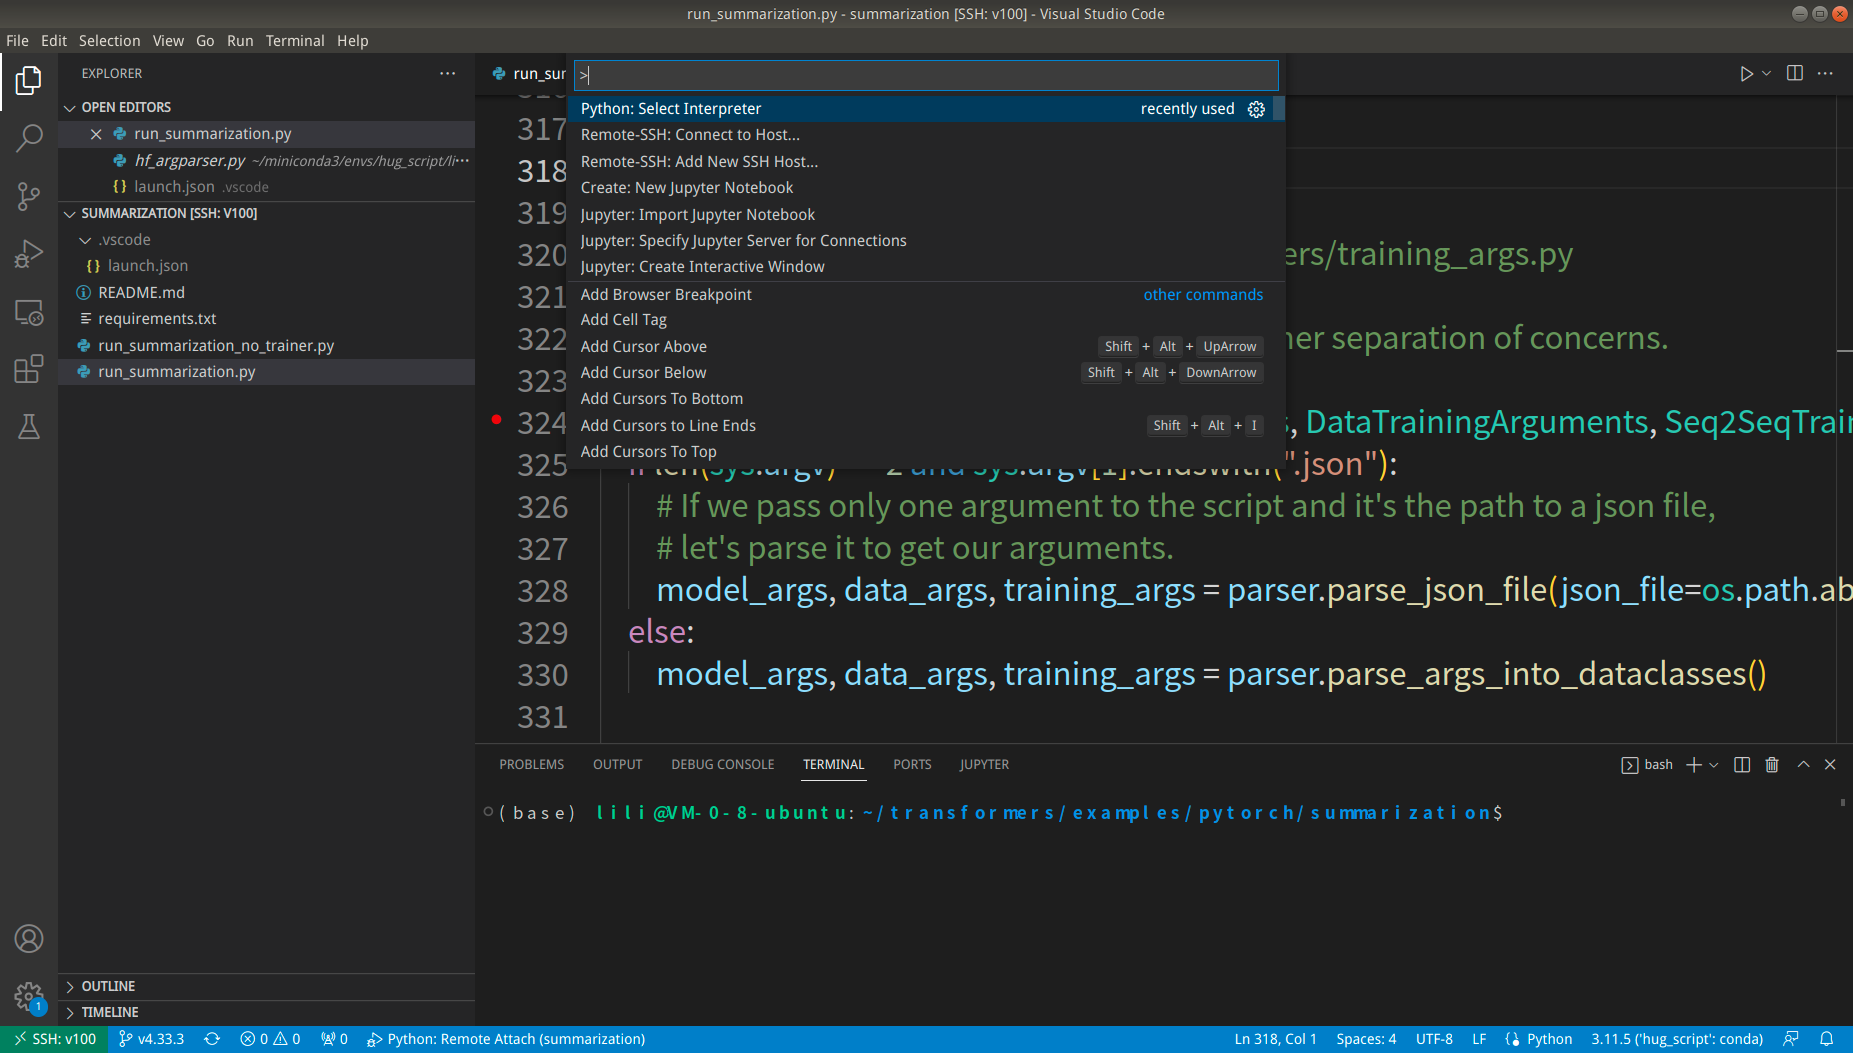 run_summarization.py - summarization [SSH: v100] - Visual Studio Code
File Edit Selection View Go Run Terminal Help
EXPLORER
OPEN EDITORS
run_summarization.py
hf_argparser.py ~/miniconda3/envs/hug_script/li···
launch.json .vscode
SUMMARIZATION [SSH: V100]
.vscode
launch.json
README.md
requirements.txt
run_summarization_no_trainer.py
run_summarization.py
OUTLINE
TIMELINE
run_sur
>
Python: Select Interpreter recently used
Remote-SSH: Connect to Host...
Remote-SSH: Add New SSH Host...
Create: New Jupyter Notebook
Jupyter: Import Jupyter Notebook
Jupyter: Specify Jupyter Server for Connections
Jupyter: Create Interactive Window
Add Browser Breakpoint other commands
Add Cell Tag
Add Cursor Above Shift + Alt + UpArrow
Add Cursor Below Shift + Alt + DownArrow
Add Cursors To Bottom
Add Cursors to Line Ends Shift + Alt + I
Add Cursors To Top
317
318
319
320 ers/training_args.py
321
322 ner separation of concerns.
323
324 , DataTrainingArguments, Seq2SeqTrain
325 if len(sys.argv) 2 and sys.argv[1].endswith(".json"):
326 # If we pass only one argument to the script and it's the path to a json file,
327 # let's parse it to get our arguments.
328 model_args, data_args, training_args = parser.parse_json_file(json_file=os.path.ab
329 else:
330 model_args, data_args, training_args = parser.parse_args_into_dataclasses()
331
PROBLEMS OUTPUT DEBUG CONSOLE TERMINAL PORTS JUPYTER bash
(base) lili@VM-0-8-ubuntu:~/transformers/examples/pytorch/summarization$
1
SSH: v100 v4.33.3 0 0 0 Python: Remote Attach (summarization) Ln 318, Col 1 Spaces: 4 UTF-8 LF Python 3.11.5 ('hug_script': conda)